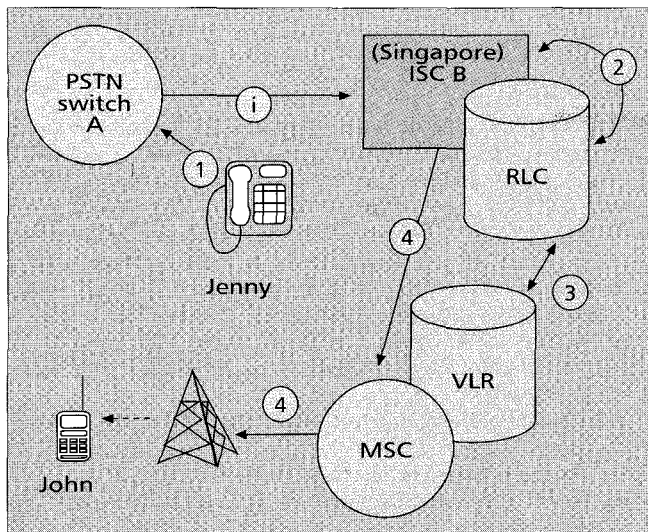 PSTN
switch
A
i
(Singapore)
ISC B
2
RLC
1
Jenny
4
3
VLR
4
MSC
John